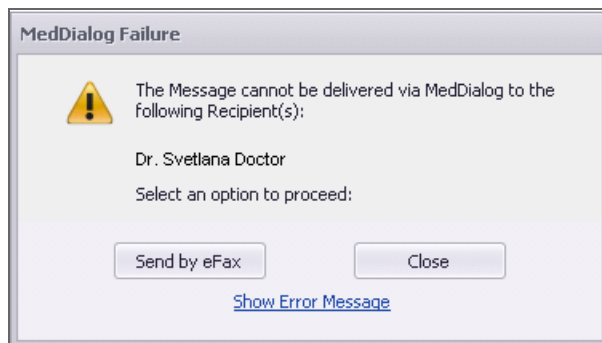 MedDialog Failure
The Message cannot be delivered via MedDialog to the
following Recipient(s):
Dr. Svetlana Doctor
Select an option to proceed:
Send by eFax
Close
Show Error Message